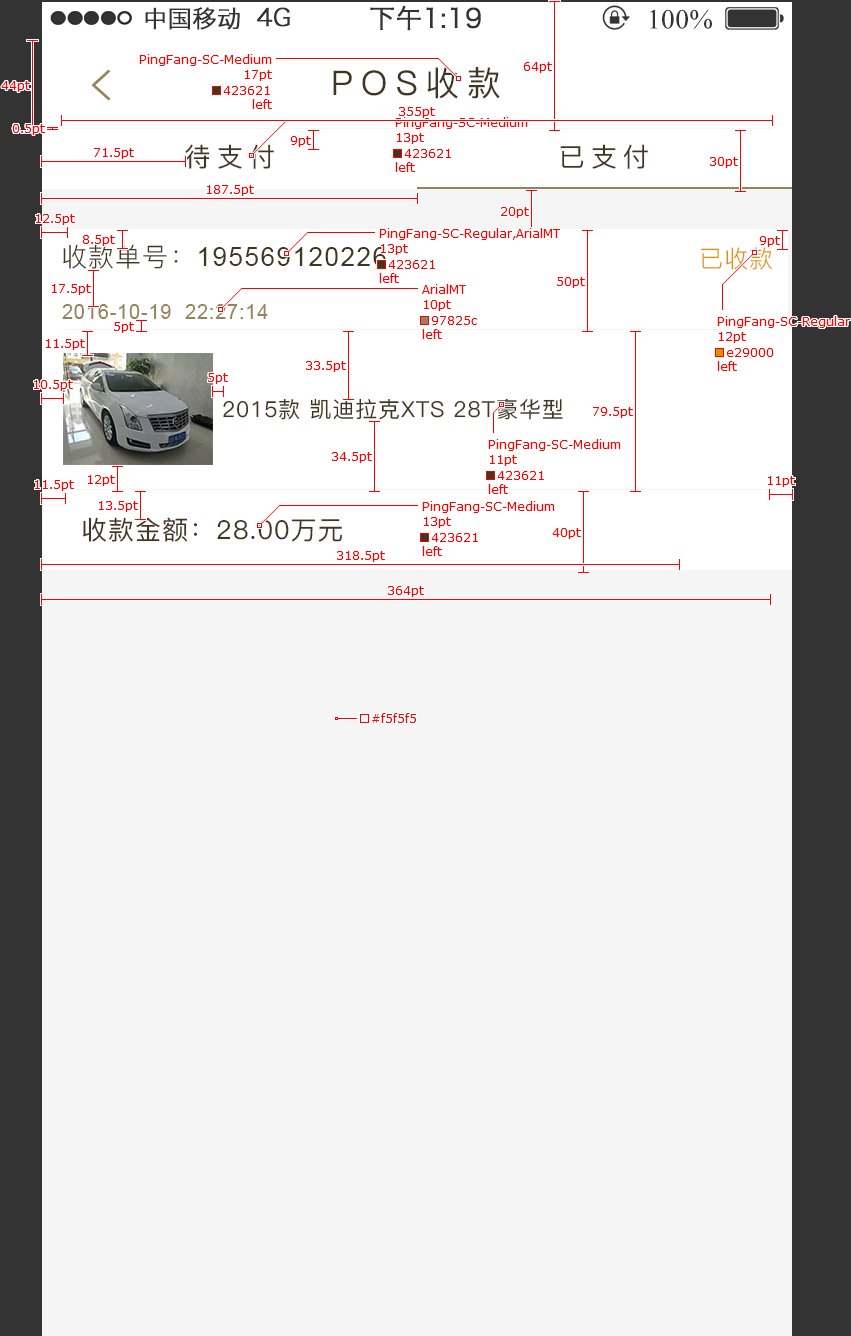 中国移动 4G 下午1:19 100%
PingFang-SC-Medium
17pt
423621
left
64pt
44pt
POS收款
355pt
0.5pt
PingFang-SC-Medium
13pt
423621
left
9pt
71.5pt
待支付
已支付
30pt
187.5pt
20pt
12.5pt
8.5pt
收款单号：195569120226
PingFang-SC-Regular,ArialMT
13pt
423621
left
9pt
已收款
50pt
17.5pt
2016-10-19 22:27:14
ArialMT
10pt
97825c
left
5pt
PingFang-SC-Regular
12pt
e29000
left
11.5pt
33.5pt
10.5pt
5pt
2015款 凯迪拉克XTS 28T豪华型
79.5pt
PingFang-SC-Medium
11pt
423621
left
34.5pt
12pt
11.5pt
11pt
13.5pt
收款金额：28.00万元
PingFang-SC-Medium
13pt
423621
left
40pt
318.5pt
364pt
#f5f5f5